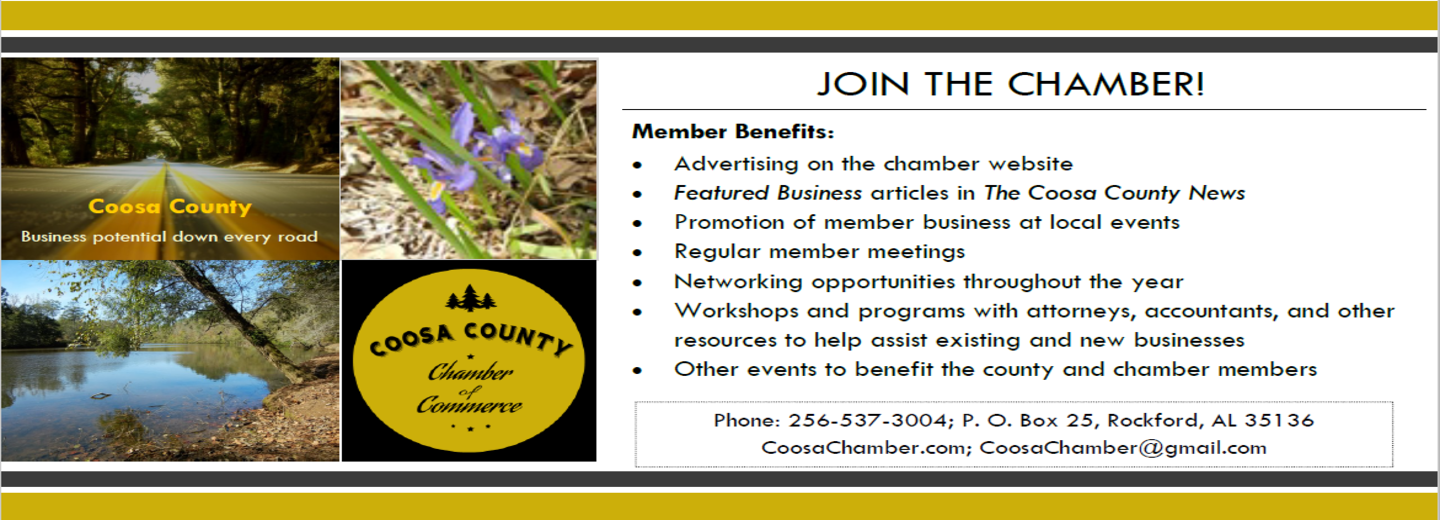 Coosa County
Business potential down every road
COOSA COUNTY
Chamber
of
Commerce
JOIN THE CHAMBER!
Member Benefits:
• Advertising on the chamber website
• Featured Business articles in The Coosa County News
• Promotion of member business at local events
• Regular member meetings
• Networking opportunities throughout the year
• Workshops and programs with attorneys, accountants, and other
resources to help assist existing and new businesses
• Other events to benefit the county and chamber members
Phone: 256-537-3004; P. O. Box 25, Rockford, AL 35136
CoosaChamber.com; CoosaChamber@gmail.com